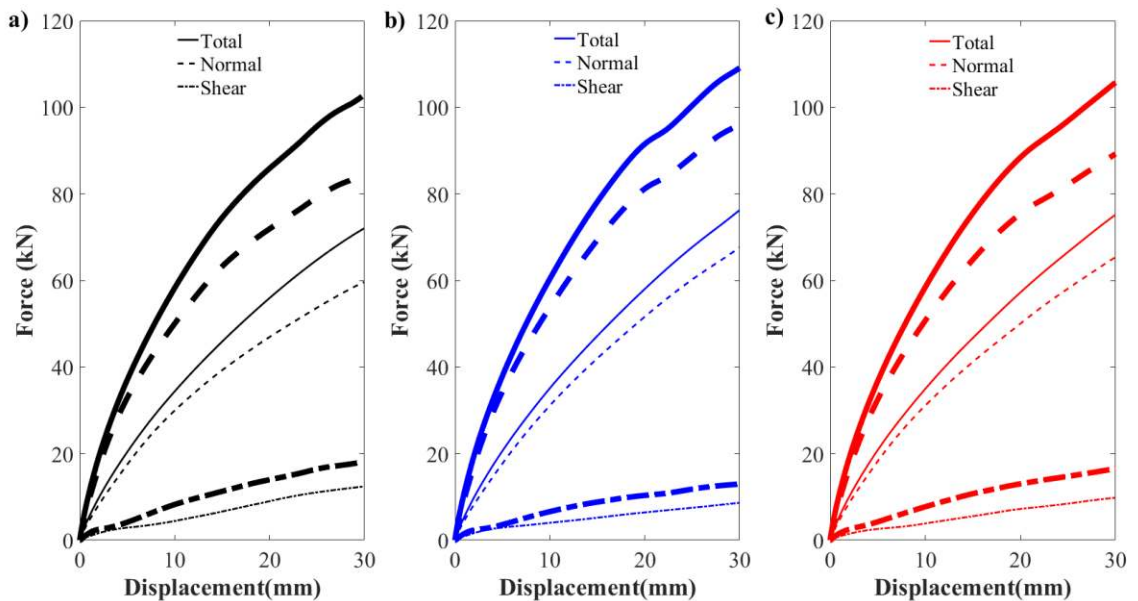 a)
Total
Normal
Shear
Force (kN)
120
100
80
60
40
20
0
0 10 20 30
Displacement(mm)
b)
Total
Normal
Shear
Force (kN)
120
100
80
60
40
20
0
0 10 20 30
Displacement(mm)
c)
Total
Normal
Shear
Force (kN)
120
100
80
60
40
20
0
0 10 20 30
Displacement(mm)